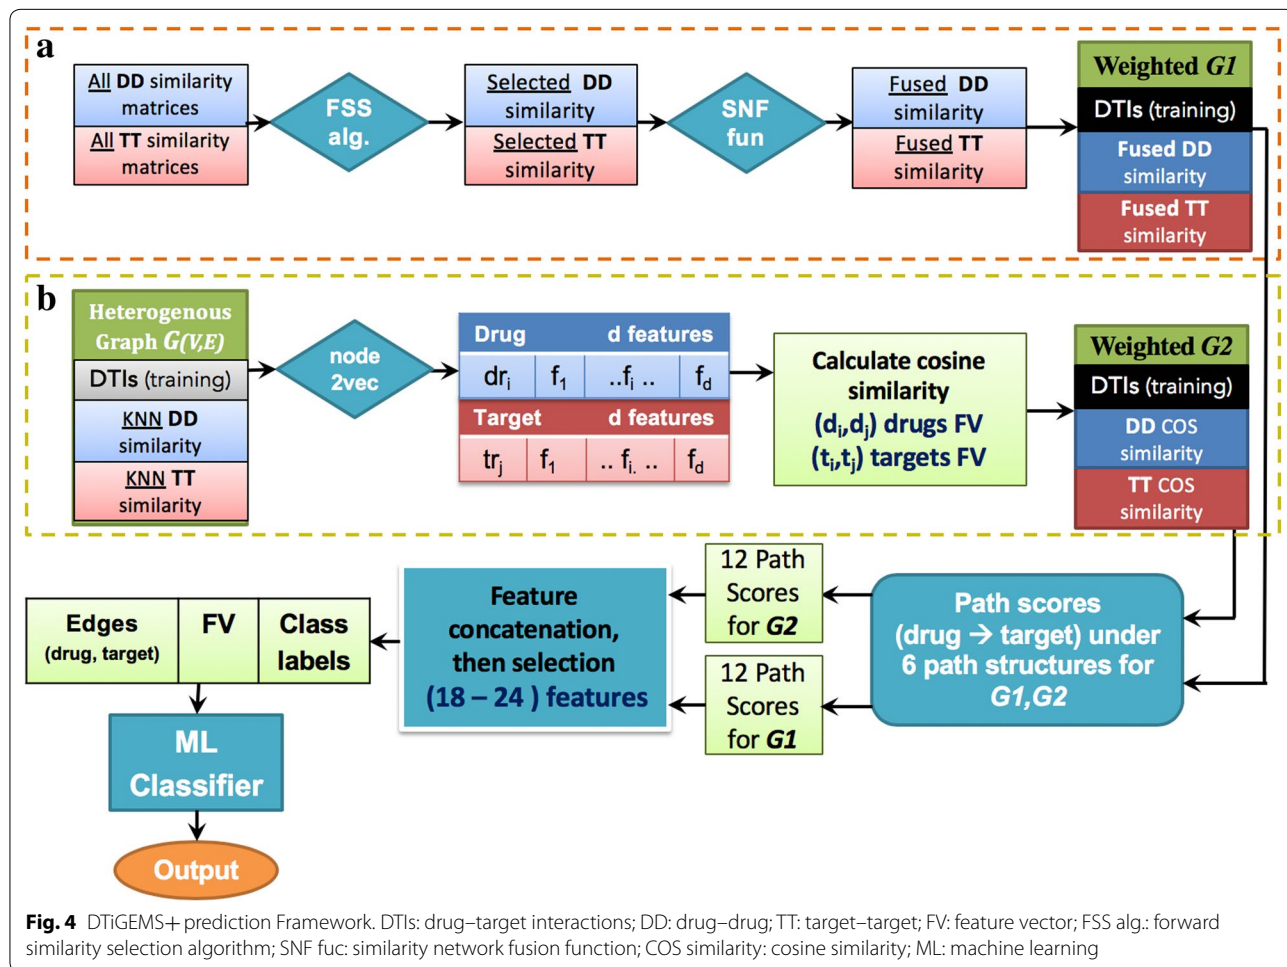 a
All DD similarity
matrices
All TT similarity
matrices
FSS
alg.
Selected DD
similarity
Selected TT
similarity
SNF
fun
Fused DD
similarity
Fused TT
similarity
Weighted G1
DTIs (training)
Fused DD
similarity
Fused TT
similarity
b
Heterogenous
Graph G(V,E)
DTIs (training)
KNN DD
similarity
KNN TT
similarity
node
2vec
Drug d features
dri f1 ..fi .. fd
Target d features
trj f1 .. fi. .. fd
Calculate cosine
similarity
(di,dj) drugs FV
(ti,tj) targets FV
Weighted G2
DTIs (training)
DD COS
similarity
TT COS
similarity
Path scores
(drug → target) under
6 path structures for
G1,G2
12 Path
Scores
for G2
12 Path
Scores
for G1
Feature
concatenation,
then selection
(18 – 24 ) features
Edges
(drug, target)
FV
Class
labels
ML
Classifier
Output
Fig. 4 DTiGEMS+ prediction Framework. DTIs: drug–target interactions; DD: drug–drug; TT: target–target; FV: feature vector; FSS alg.: forward
similarity selection algorithm; SNF fuc: similarity network fusion function; COS similarity: cosine similarity; ML: machine learning